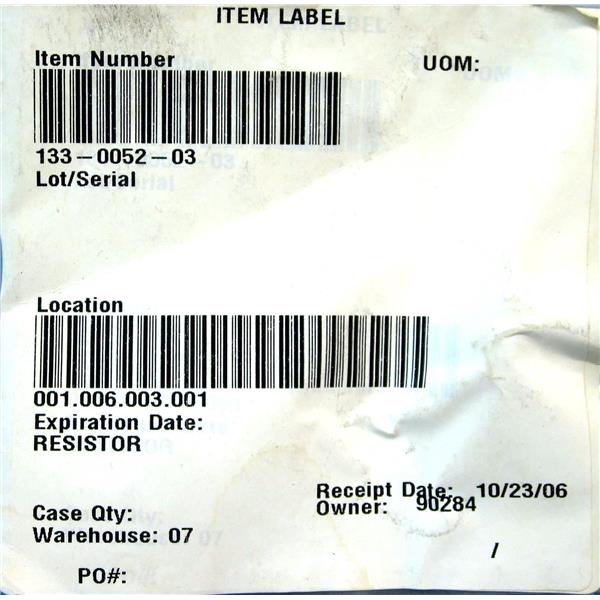 ITEM LABEL
Item Number
UOM:
133-0052-03
Lot/Serial
Location
001.006.003.001
Expiration Date:
RESISTOR
Receipt Date: 10/23/06
Owner: 90284
Case Qty:
Warehouse: 07
/
PO#: